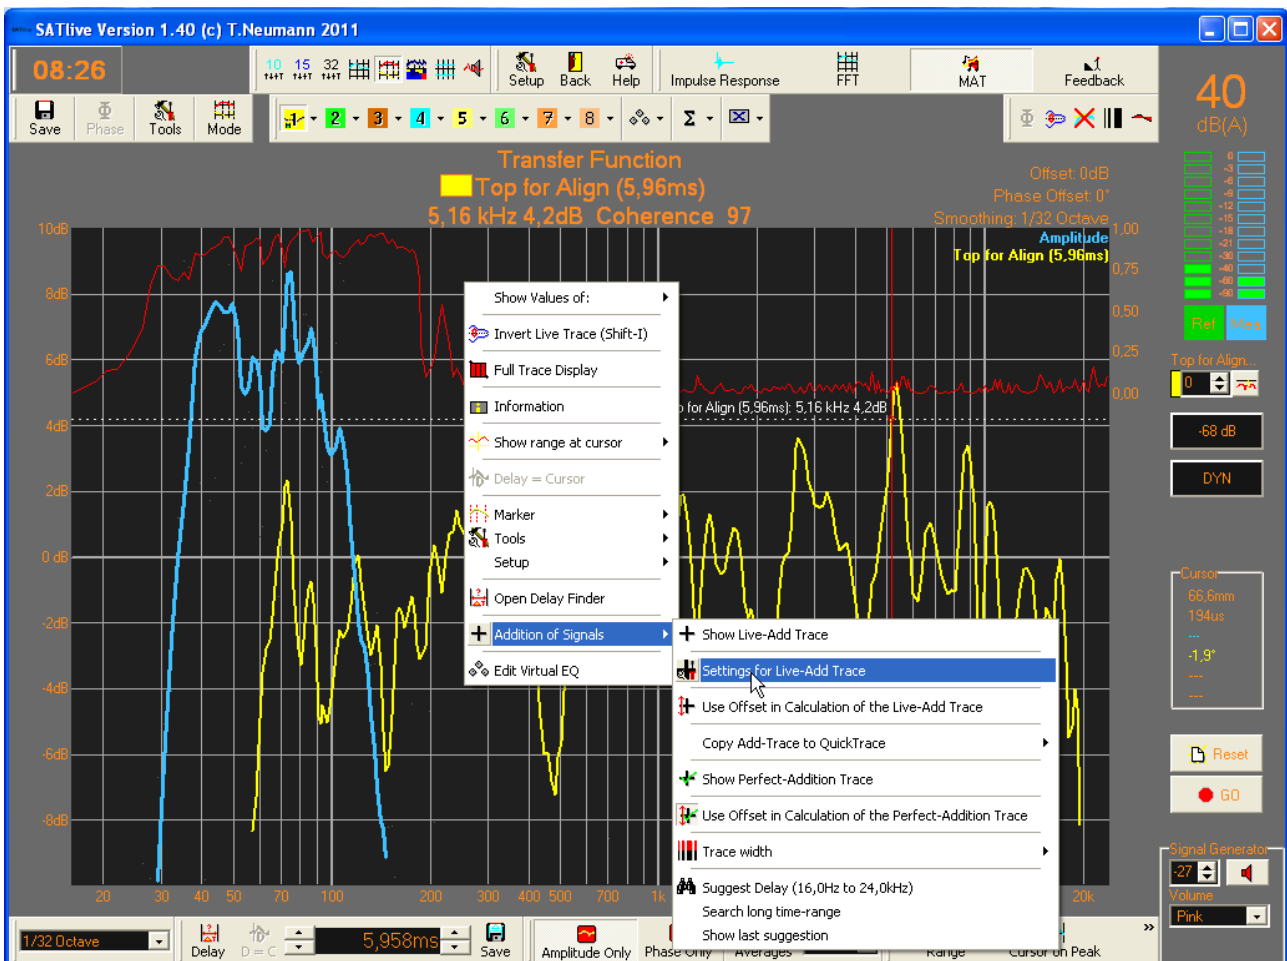 SATlive Version 1.40 (c) T.Neumann 2011
08:26
10 15 32
Setup Back Help Impulse Response FFT MAT Feedback
40
dB(A)
Save Phase Tools Mode
1 2 3 4 5 6 7 8 Σ
Transfer Function
Top for Align (5,96ms)
5,16 kHz 4,2dB Coherence 97
Offset: 0dB
Phase Offset: 0°
Smoothing: 1/32 Octave
Amplitude
Top for Align (5,96ms)
10dB
8dB
6dB
4dB
2dB
0 dB
-2dB
-4dB
-6dB
-8dB
1,00
0,75
0,50
0,25
0,00
20 30 40 50 70 100 200 300 400 500 700 1k 20k
for Align (5,96ms): 5,16 kHz 4,2dB
Show Values of:
Invert Live Trace (Shift-I)
Full Trace Display
Information
Show range at cursor
Delay = Cursor
Marker
Tools
Setup
Open Delay Finder
Addition of Signals
Edit Virtual EQ
Show Live-Add Trace
Settings for Live-Add Trace
Use Offset in Calculation of the Live-Add Trace
Copy Add-Trace to QuickTrace
Show Perfect-Addition Trace
Use Offset in Calculation of the Perfect-Addition Trace
Trace width
Suggest Delay (16,0Hz to 24,0kHz)
Search long time-range
Show last suggestion
0
-3
-6
-9
-12
-15
-18
-21
-30
-40
-60
-90
Ref Mea
Top for Align...
0
-68 dB
DYN
Cursor
66,6mm
194us
---
-1,9°
---
---
Reset
GO
Signal Generator
-27
Volume
Pink
1/32 Octave
Delay D = C 5,958ms Save Amplitude Only Phase Only Averages Range Cursor on Peak